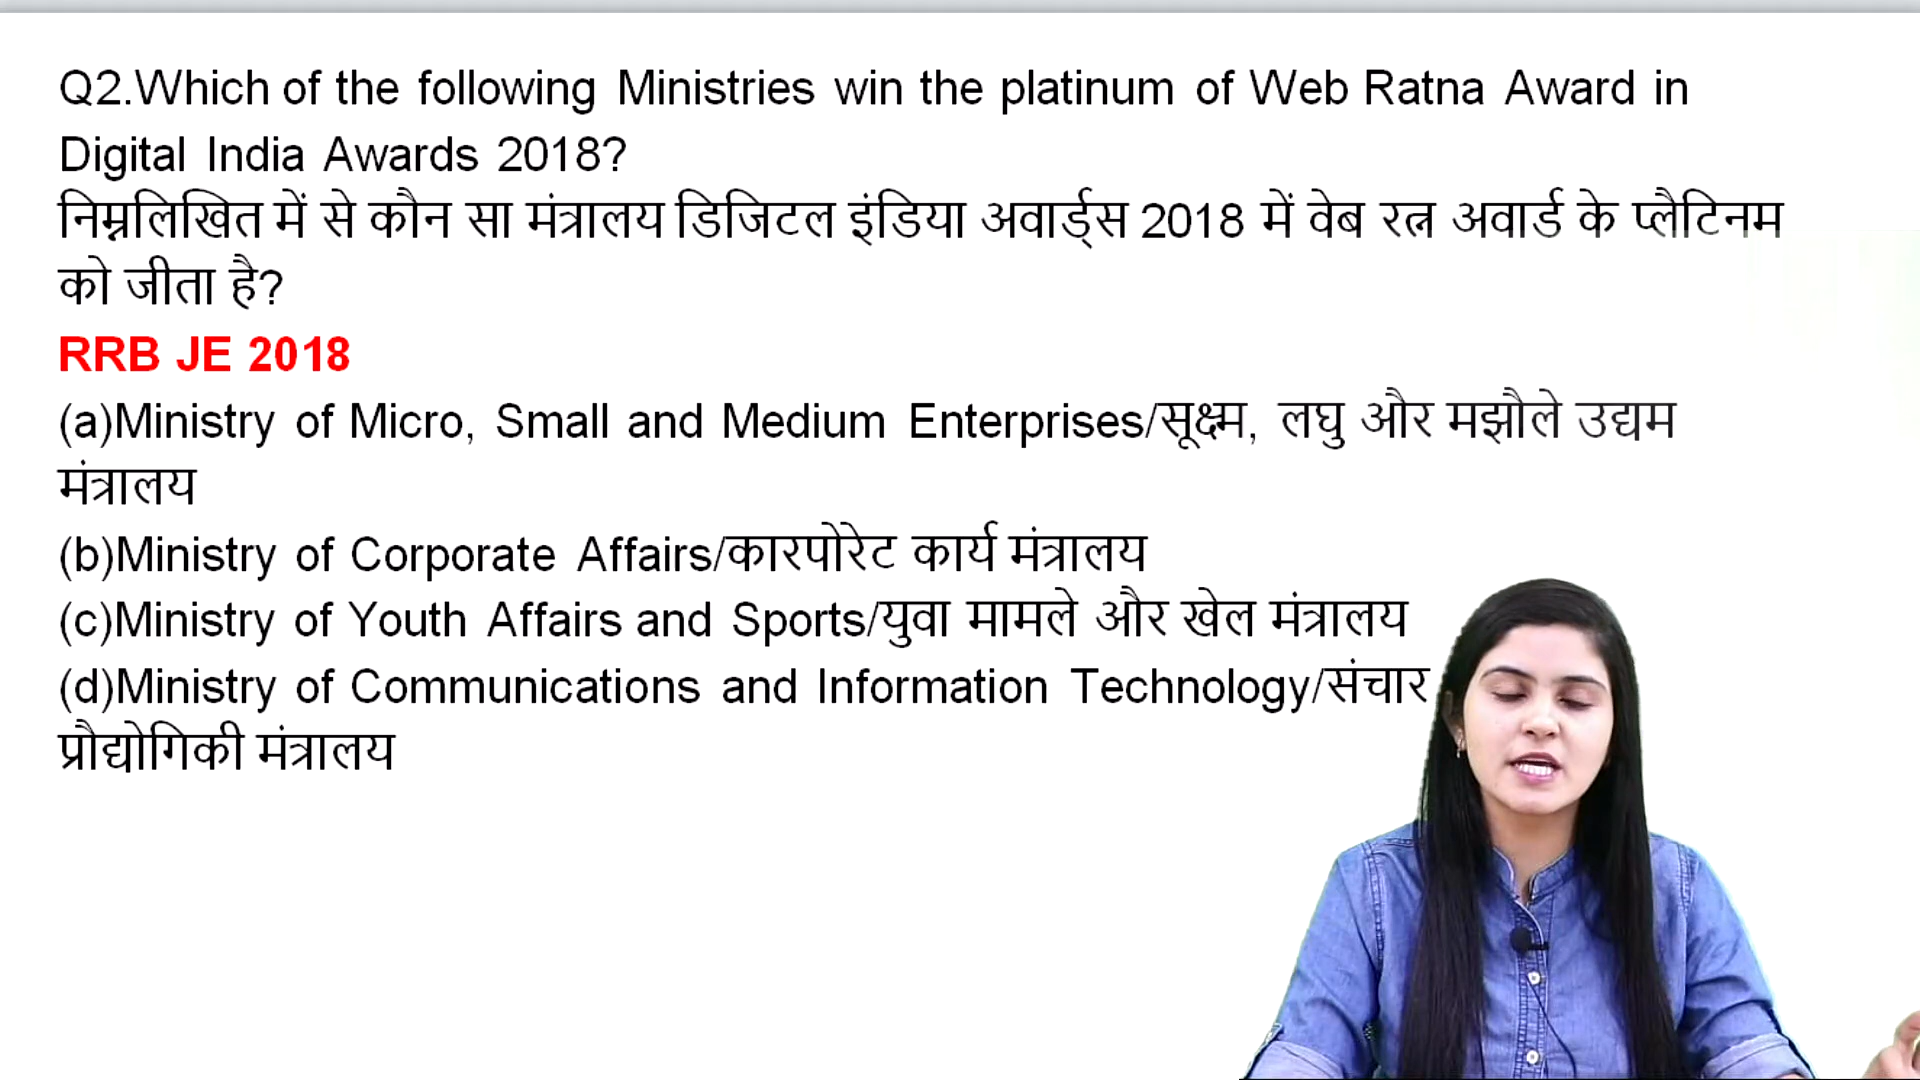 Q2.Which of the following Ministries win the platinum of Web Ratna Award in
Digital India Awards 2018?
निम्नलिखित में से कौन सा मंत्रालय डिजिटल इंडिया अवार्ड्स 2018 में वेब रत्न अवार्ड के प्लैटिनम
को जीता है?
RRB JE 2018
(a)Ministry of Micro, Small and Medium Enterprises/सूक्ष्म, लघु और मझौले उद्यम
मंत्रालय
(b)Ministry of Corporate Affairs/कारपोरेट कार्य मंत्रालय
(c)Ministry of Youth Affairs and Sports/युवा मामले और खेल मंत्रालय
(d)Ministry of Communications and Information Technology/संचार
प्रौद्योगिकी मंत्रालय